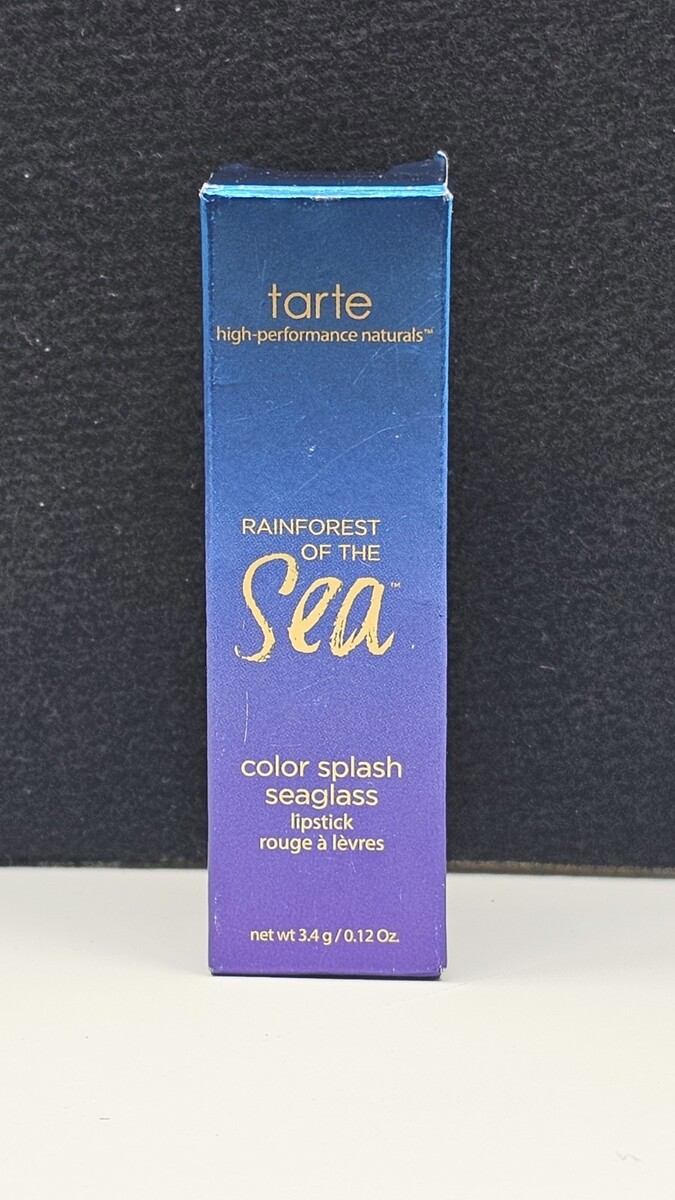 tarte
high-performance naturals™
RAINFOREST
OF THE
Sea™
color splash
seaglass
lipstick
rouge à lèvres
net wt 3.4 g / 0.12 Oz.